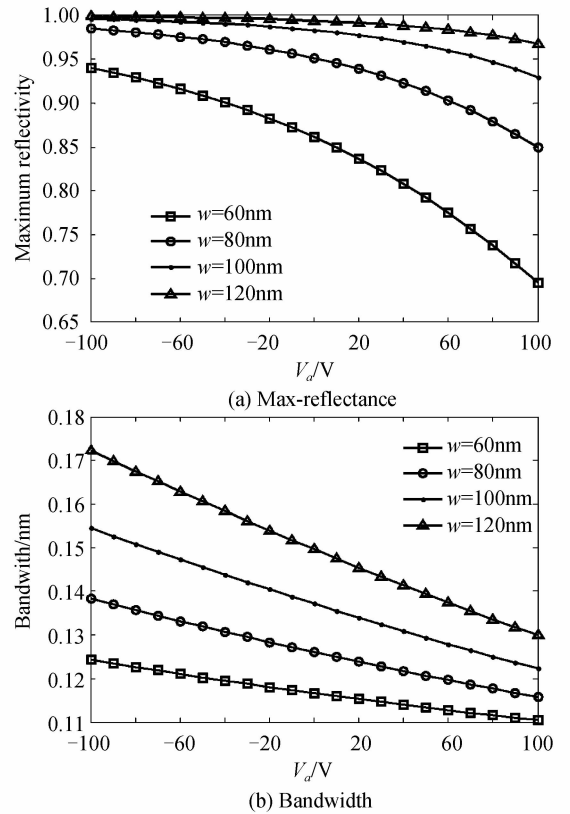 1.00
0.95
0.90
0.85
0.80
0.75
0.70
0.65
Maximum reflectivity
w=60nm
w=80nm
w=100nm
w=120nm
−100 −60 −20 20 60 100
Va/V
(a) Max-reflectance
0.18
0.17
0.16
0.15
0.14
0.13
0.12
0.11
Bandwith/nm
w=60nm
w=80nm
w=100nm
w=120nm
−100 −60 −20 20 60 100
Va/V
(b) Bandwidth